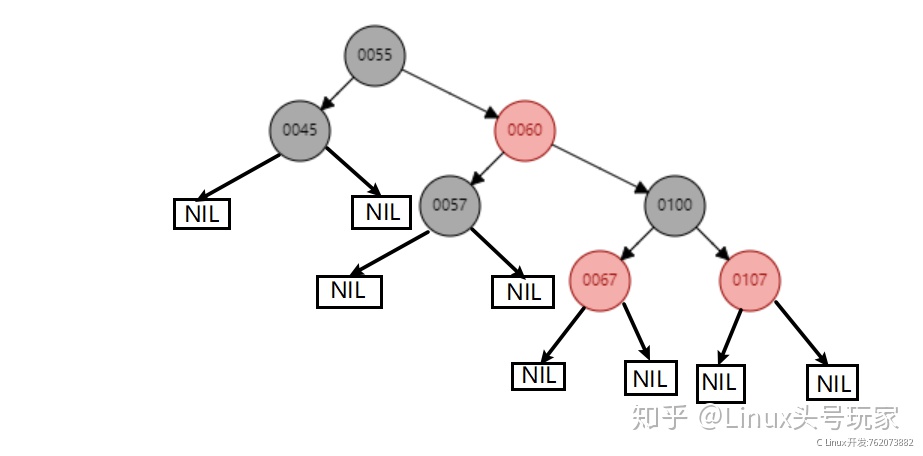 0055
0045
0060
NIL
NIL
0057
0100
NIL
NIL
0067
0107
NIL
NIL
NIL
NIL
知乎 @Linux头号玩家
C Linux开发:762073882